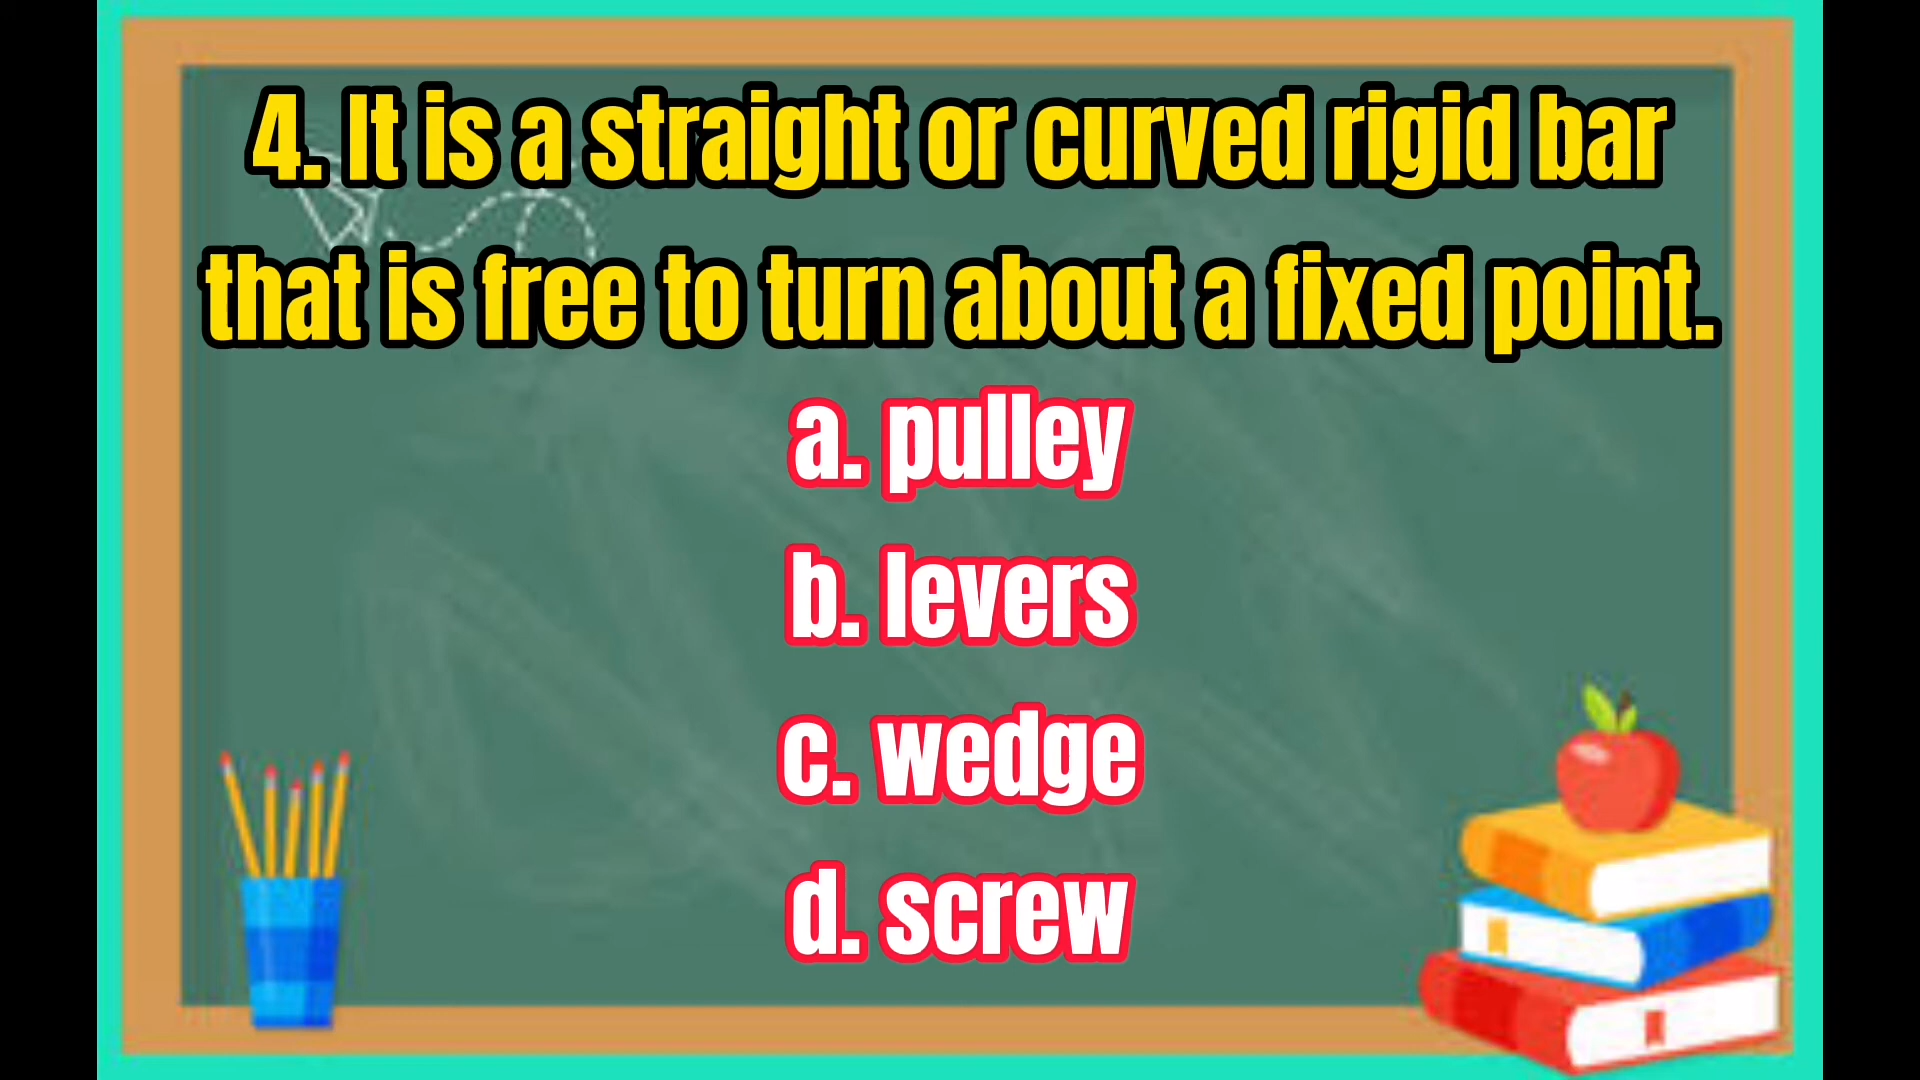 4. It is a straight or curved rigid bar
that is free to turn about a fixed point.
a. pulley
b. levers
c. wedge
d. screw